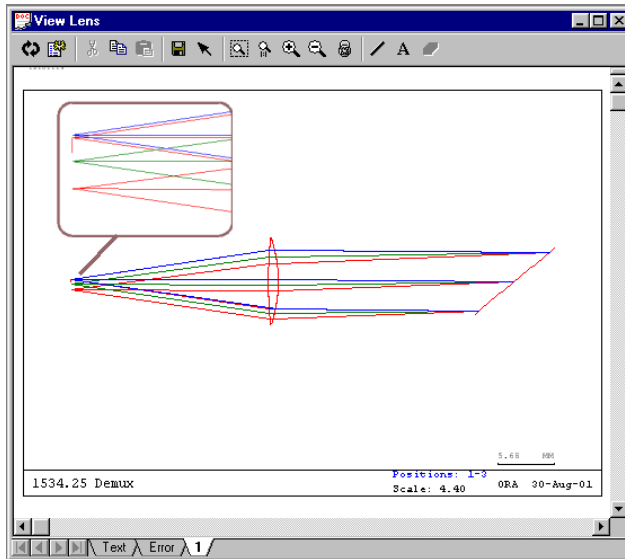 View Lens
A
5.68 MM
Positions: 1-3
1534.25 Demux
Scale: 4.40
ORA 30-Aug-01
Text
Error
1